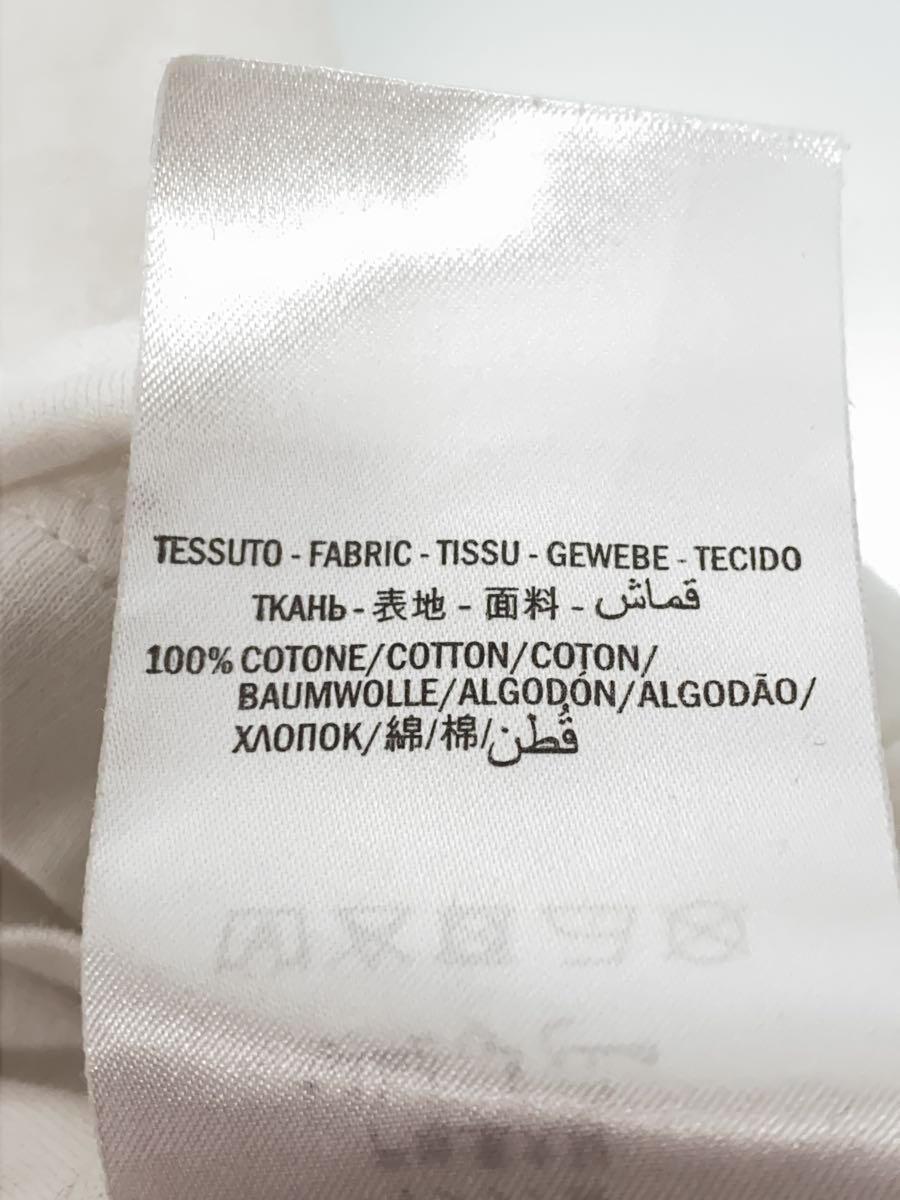 TESSUTO - FABRIC - TISSU - GEWEBE - TECIDO
ТКАНЬ - 表地 - 面料 - قماش
100% COTONE/COTTON/COTON/
BAUMWOLLE/ALGODÓN/ALGODÃO/
ХЛОПОК/綿/棉/قُطن